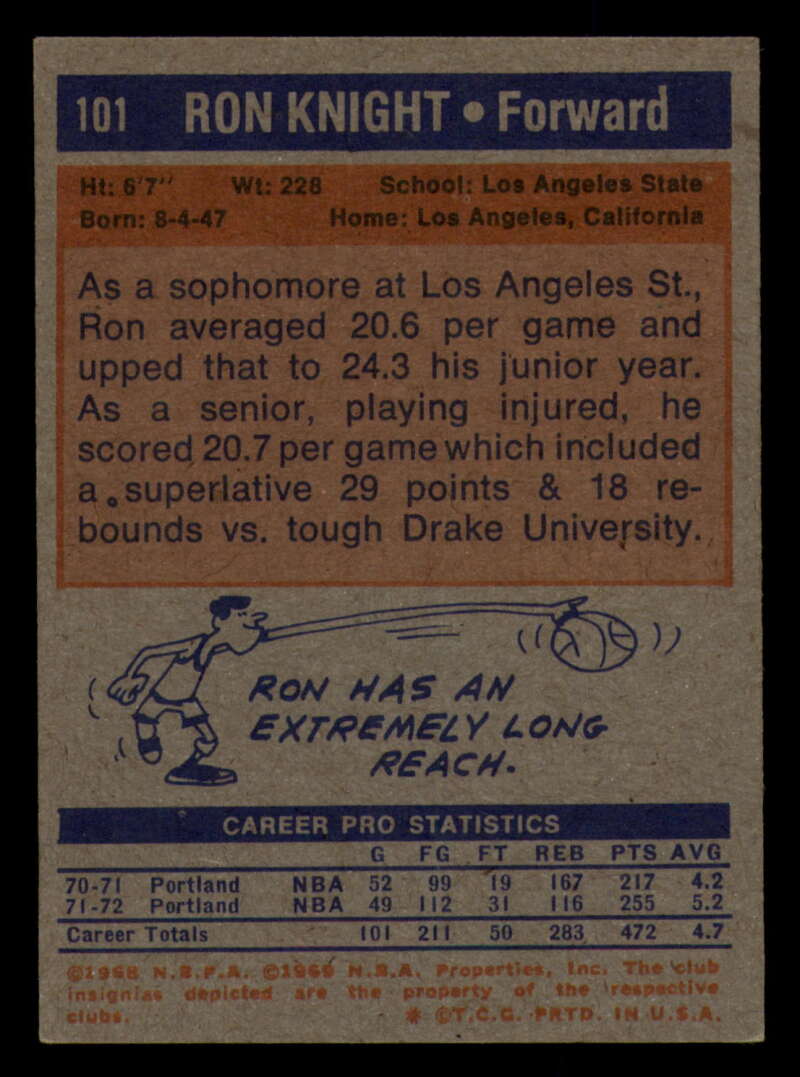 101 RON KNIGHT • Forward
Ht: 6'7" Wt: 228 School: Los Angeles State
Born: 8-4-47 Home: Los Angeles, California
As a sophomore at Los Angeles St.,
Ron averaged 20.6 per game and
upped that to 24.3 his junior year.
As a senior, playing injured, he
scored 20.7 per game which included
a superlative 29 points & 18 re-
bounds vs. tough Drake University.
RON HAS AN
EXTREMELY LONG
REACH.
CAREER PRO STATISTICS
G FG FT REB PTS AVG
70-71 Portland NBA 52 99 19 167 217 4.2
71-72 Portland NBA 49 112 31 116 255 5.2
Career Totals 101 211 50 283 472 4.7
©1968 N.B.P.A. ©1969 N.B.A. Properties, Inc. The club
insignias depicted are the property of the respective
clubs. * ©T.C.G. PRTD. IN U.S.A.